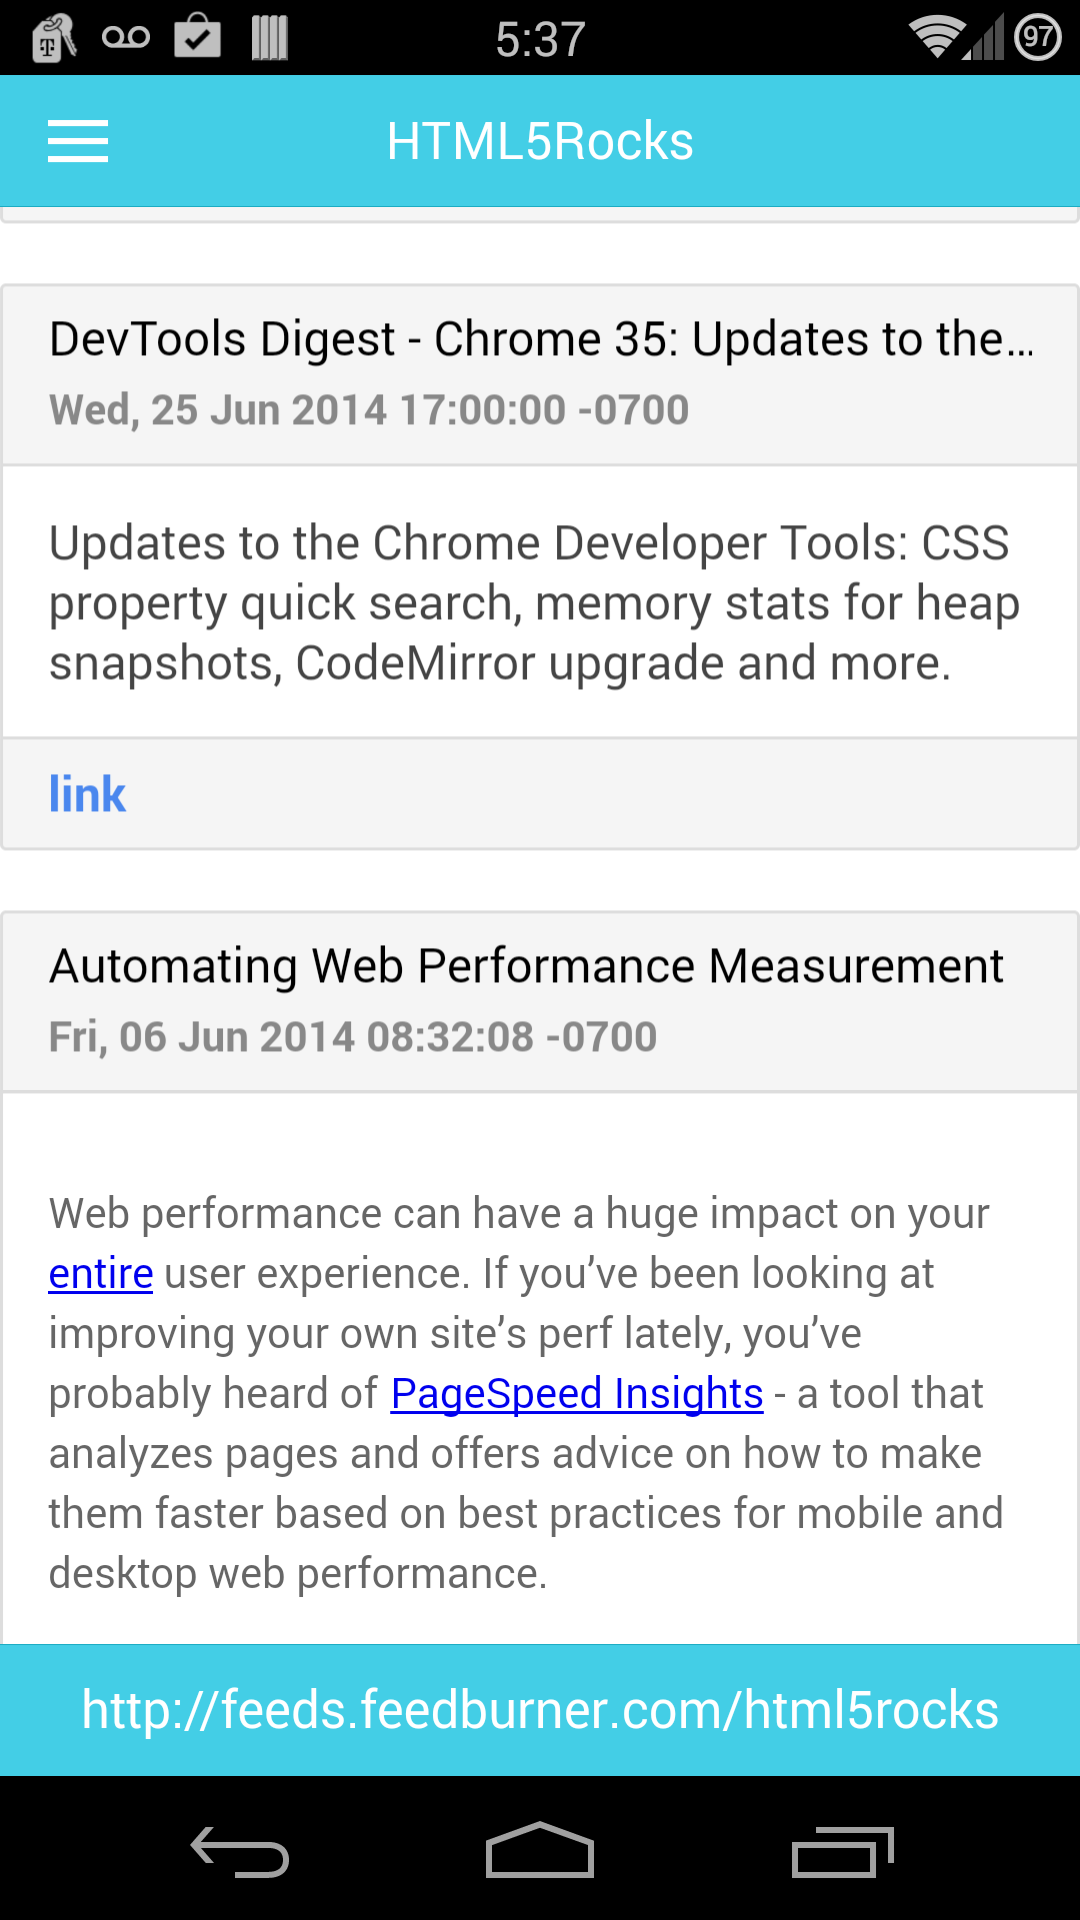 5:37
97
HTML5Rocks
DevTools Digest - Chrome 35: Updates to the...
Wed, 25 Jun 2014 17:00:00 -0700
Updates to the Chrome Developer Tools: CSS
property quick search, memory stats for heap
snapshots, CodeMirror upgrade and more.
link
Automating Web Performance Measurement
Fri, 06 Jun 2014 08:32:08 -0700
Web performance can have a huge impact on your
entire user experience. If you’ve been looking at
improving your own site’s perf lately, you’ve
probably heard of PageSpeed Insights - a tool that
analyzes pages and offers advice on how to make
them faster based on best practices for mobile and
desktop web performance.
http://feeds.feedburner.com/html5rocks